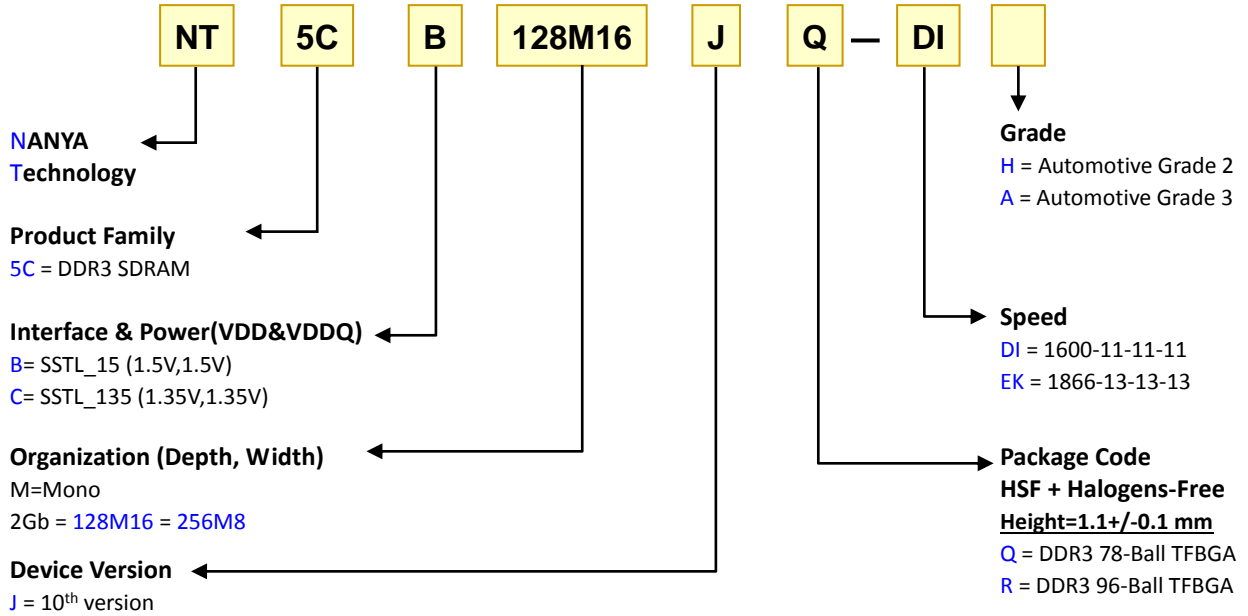 NT 5C B 128M16 J Q — DI
NANYA
Technology
Product Family
5C = DDR3 SDRAM
Interface & Power(VDD&VDDQ)
B= SSTL_15 (1.5V,1.5V)
C= SSTL_135 (1.35V,1.35V)
Organization (Depth, Width)
M=Mono
2Gb = 128M16 = 256M8
Device Version
J = 10th version
Grade
H = Automotive Grade 2
A = Automotive Grade 3
Speed
DI = 1600-11-11-11
EK = 1866-13-13-13
Package Code
HSF + Halogens-Free
Height=1.1+/-0.1 mm
Q = DDR3 78-Ball TFBGA
R = DDR3 96-Ball TFBGA